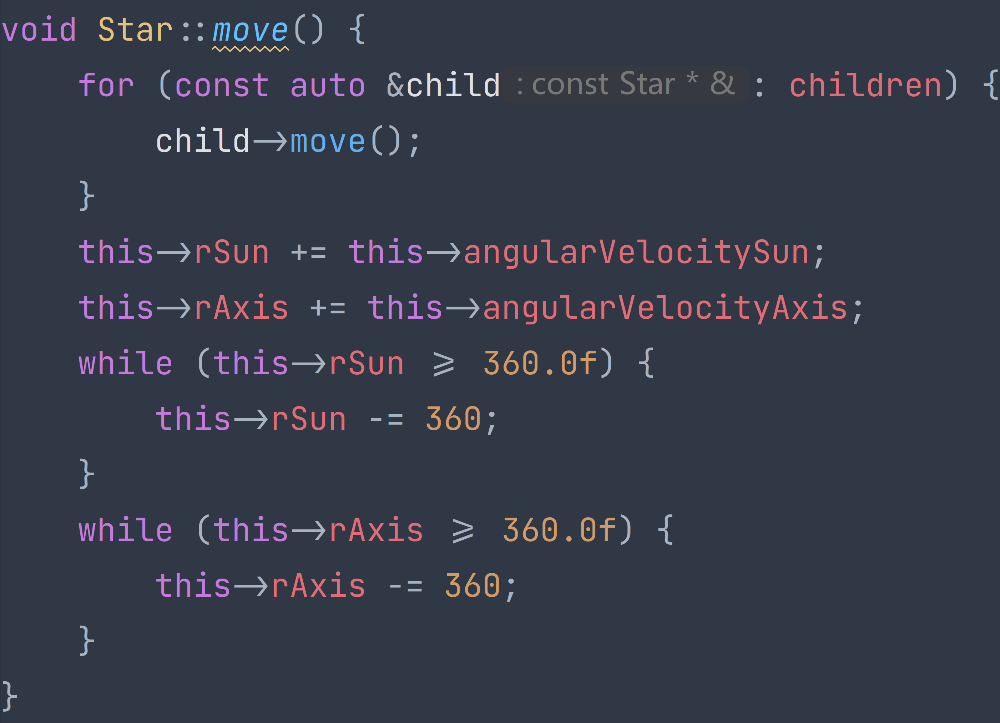 void Star::move() {
    for (const auto &child : const Star * & : children) {
        child->move();
    }
    this->rSun += this->angularVelocitySun;
    this->rAxis += this->angularVelocityAxis;
    while (this->rSun >= 360.0f) {
        this->rSun -= 360;
    }
    while (this->rAxis >= 360.0f) {
        this->rAxis -= 360;
    }
}